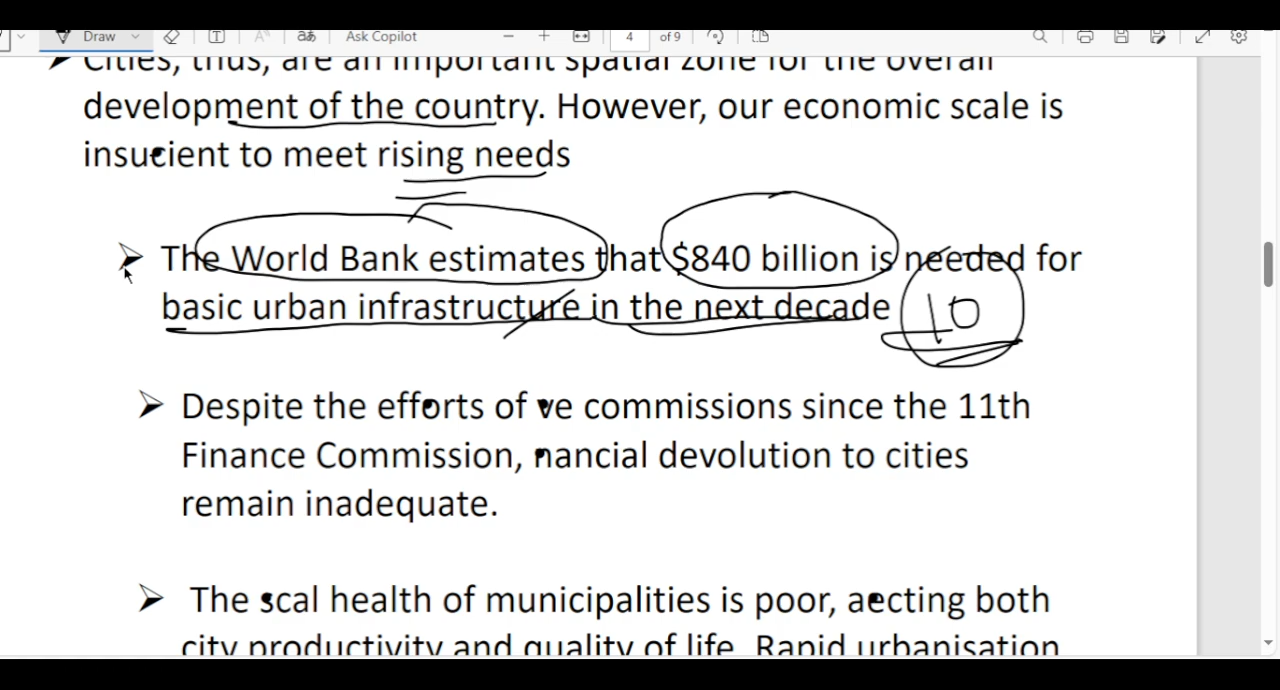 Draw
Ask Copilot
4 of 9
Cities, thus, are an important spatial zone for the overall
development of the country. However, our economic scale is
insucient to meet rising needs
The World Bank estimates that $840 billion is needed for
basic urban infrastructure in the next decade 10
Despite the efforts of ve commissions since the 11th
Finance Commission, nancial devolution to cities
remain inadequate.
The scal health of municipalities is poor, aecting both
city productivity and quality of life. Rapid urbanisation